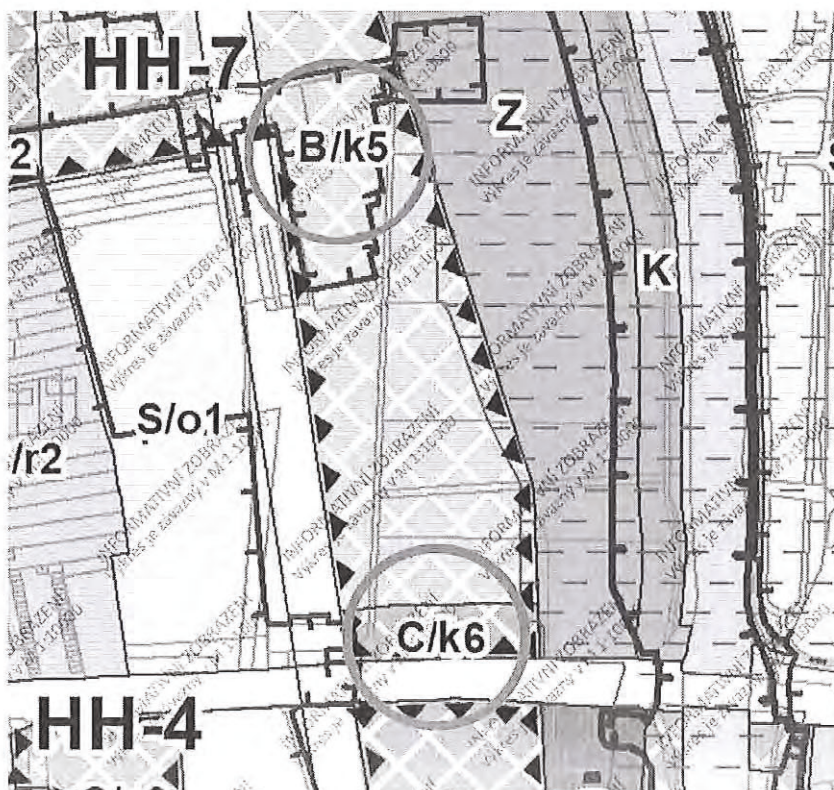 HH-7
B/k5
Z
2
K
S/o1
/r2
C/k6
HH-4
INFORMATIVNÍ ZOBRAZENÍ
Výkres je závazný v M 1:10000